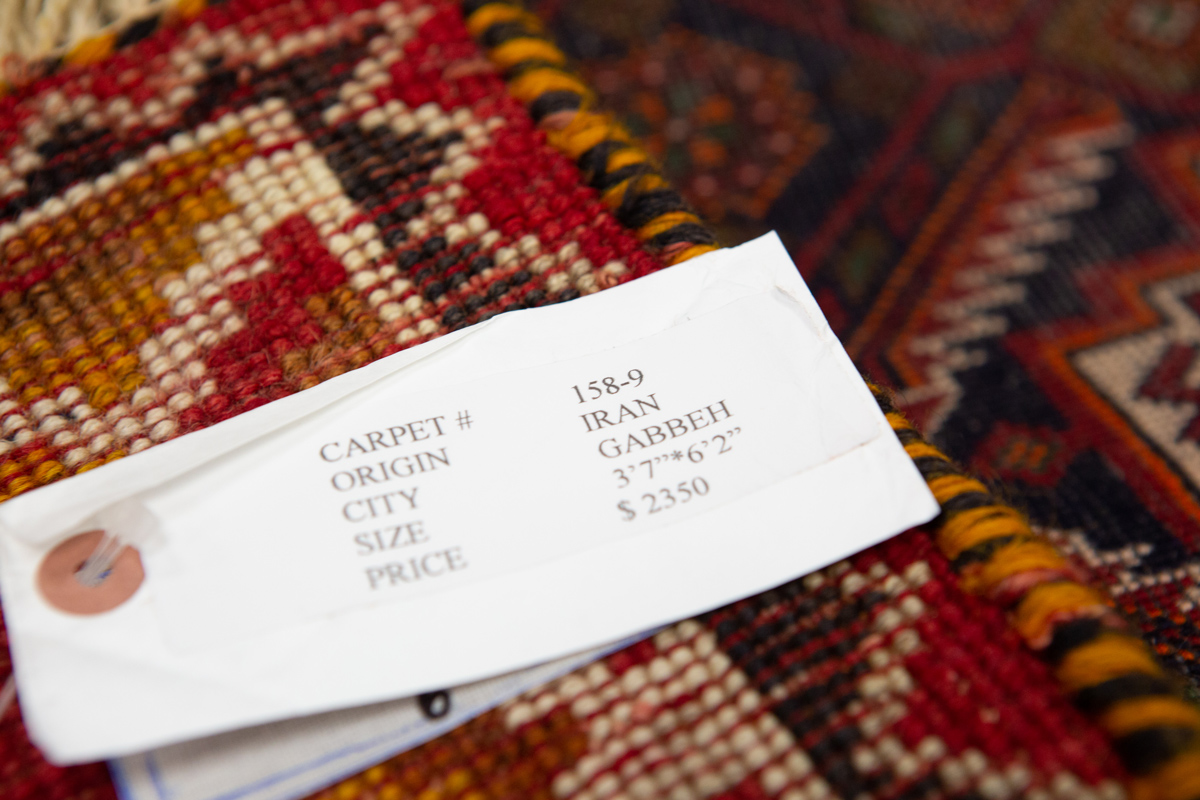 CARPET # 158-9
ORIGIN IRAN
CITY GABBEH
SIZE 3’7’’*6’2’’
PRICE $ 2350